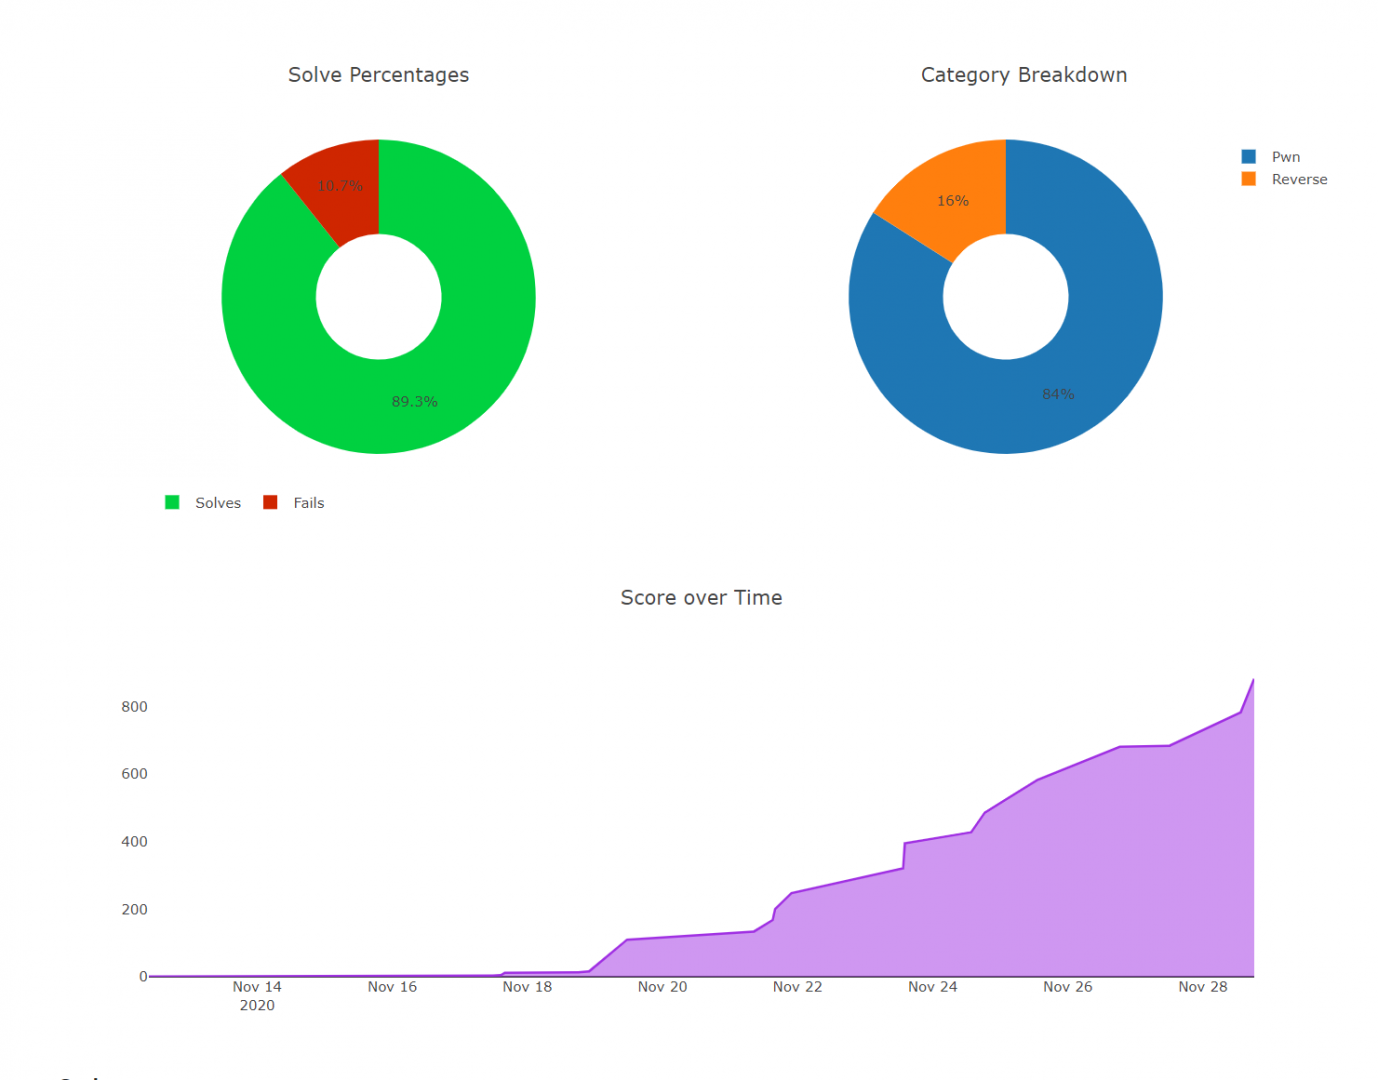 Solve Percentages
10.7%
89.3%
Solves
Fails
Category Breakdown
Pwn
Reverse
16%
84%
Score over Time
800
600
400
200
0
Nov 14
2020
Nov 16
Nov 18
Nov 20
Nov 22
Nov 24
Nov 26
Nov 28